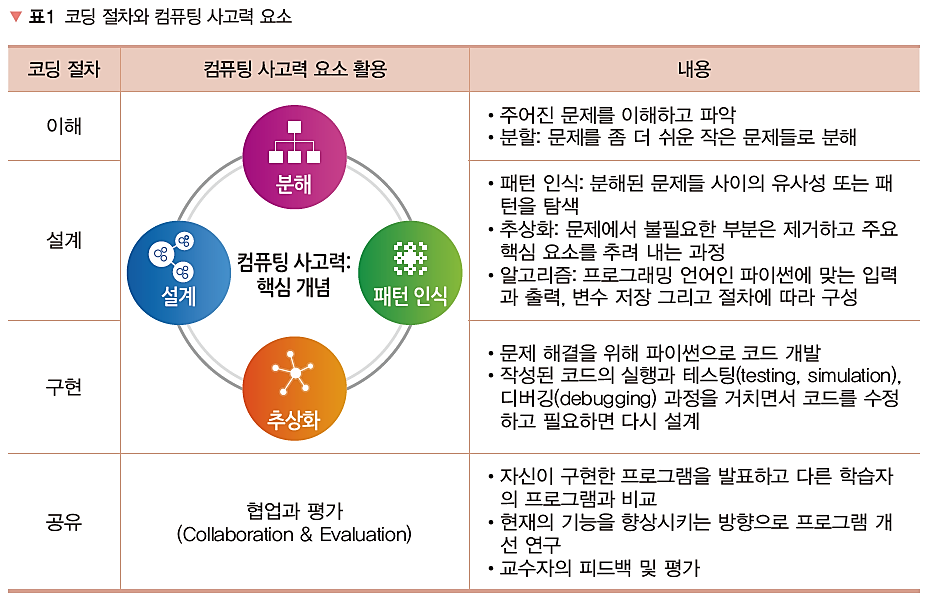 ▼ 표1 코딩 절차와 컴퓨팅 사고력 요소
코딩 절차
컴퓨팅 사고력 요소 활용
내용
이해
• 주어진 문제를 이해하고 파악
• 분할: 문제를 좀 더 쉬운 작은 문제들로 분해
분해
설계
• 패턴 인식: 분해된 문제들 사이의 유사성 또는 패
턴을 탐색
• 추상화: 문제에서 불필요한 부분은 제거하고 주요
핵심 요소를 추려 내는 과정
• 알고리즘: 프로그래밍 언어인 파이썬에 맞는 입력
과 출력, 변수 저장 그리고 절차에 따라 구성
설계
컴퓨팅 사고력:
핵심 개념
패턴 인식
구현
• 문제 해결을 위해 파이썬으로 코드 개발
• 작성된 코드의 실행과 테스팅(testing, simulation),
디버깅(debugging) 과정을 거치면서 코드를 수정
하고 필요하면 다시 설계
추상화
공유
협업과 평가
(Collaboration & Evaluation)
• 자신이 구현한 프로그램을 발표하고 다른 학습자
의 프로그램과 비교
• 현재의 기능을 향상시키는 방향으로 프로그램 개
선 연구
• 교수자의 피드백 및 평가